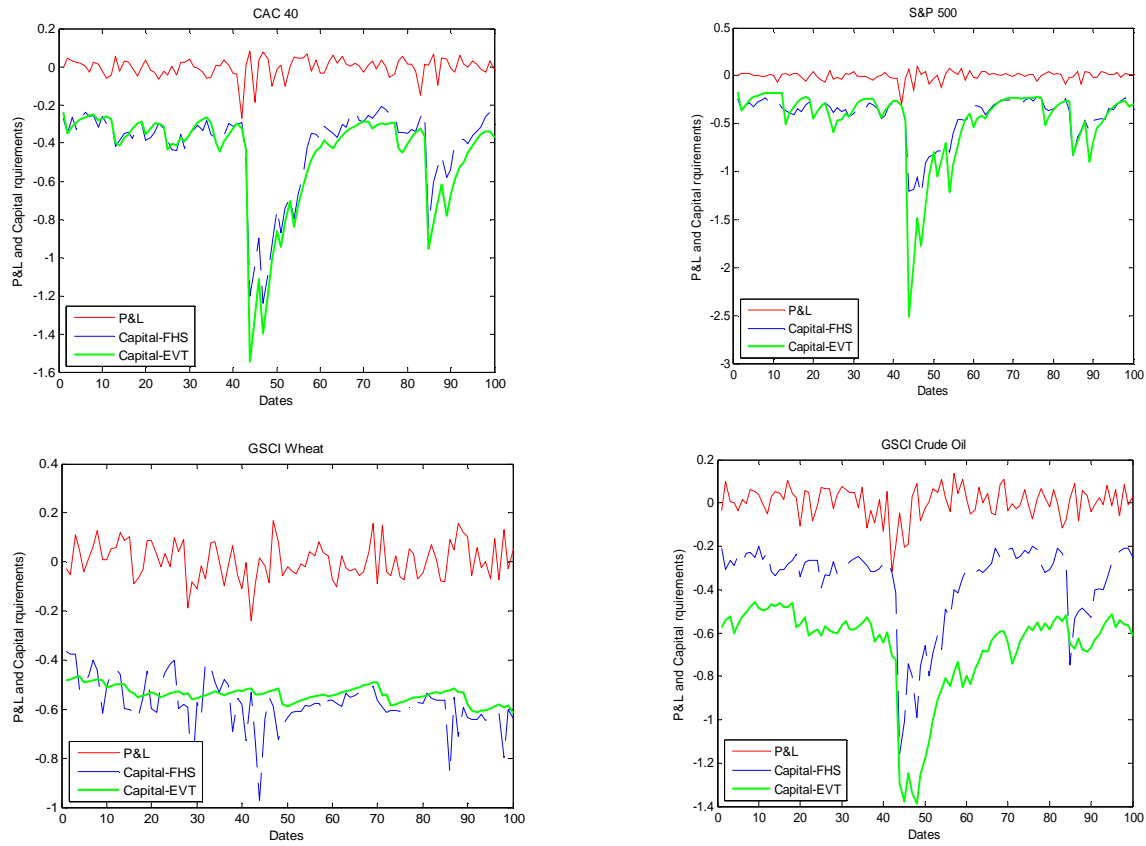 CAC 40
P&L and Capital rquirements)
0.2
0
-0.2
-0.4
-0.6
-0.8
-1
-1.2
-1.4
-1.6
P&L
Capital-FHS
Capital-EVT
0 10 20 30 40 50 60 70 80 90 100
Dates
S&P 500
P&L and Capital rquirements)
0.5
0
-0.5
-1
-1.5
-2
-2.5
-3
P&L
Capital-FHS
Capital-EVT
0 10 20 30 40 50 60 70 80 90 100
Dates
GSCI Wheat
P&L and Capital rquirements)
0.4
0.2
0
-0.2
-0.4
-0.6
-0.8
-1
P&L
Capital-FHS
Capital-EVT
0 10 20 30 40 50 60 70 80 90 100
Dates
GSCI Crude Oil
P&L and Capital rquirements)
0.2
0
-0.2
-0.4
-0.6
-0.8
-1
-1.2
-1.4
P&L
Capital-FHS
Capital-EVT
0 10 20 30 40 50 60 70 80 90 100
Dates